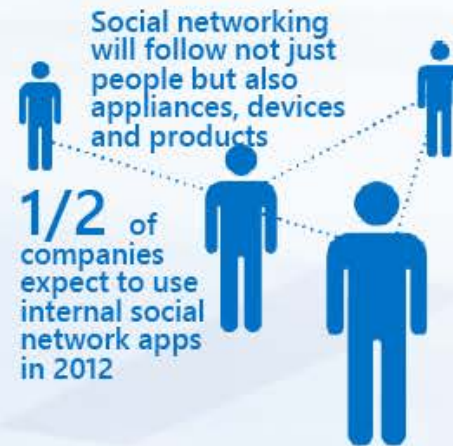 Social networking
will follow not just
people but also
appliances, devices
and products
1/2 of
companies
expect to use
internal social
network apps
in 2012